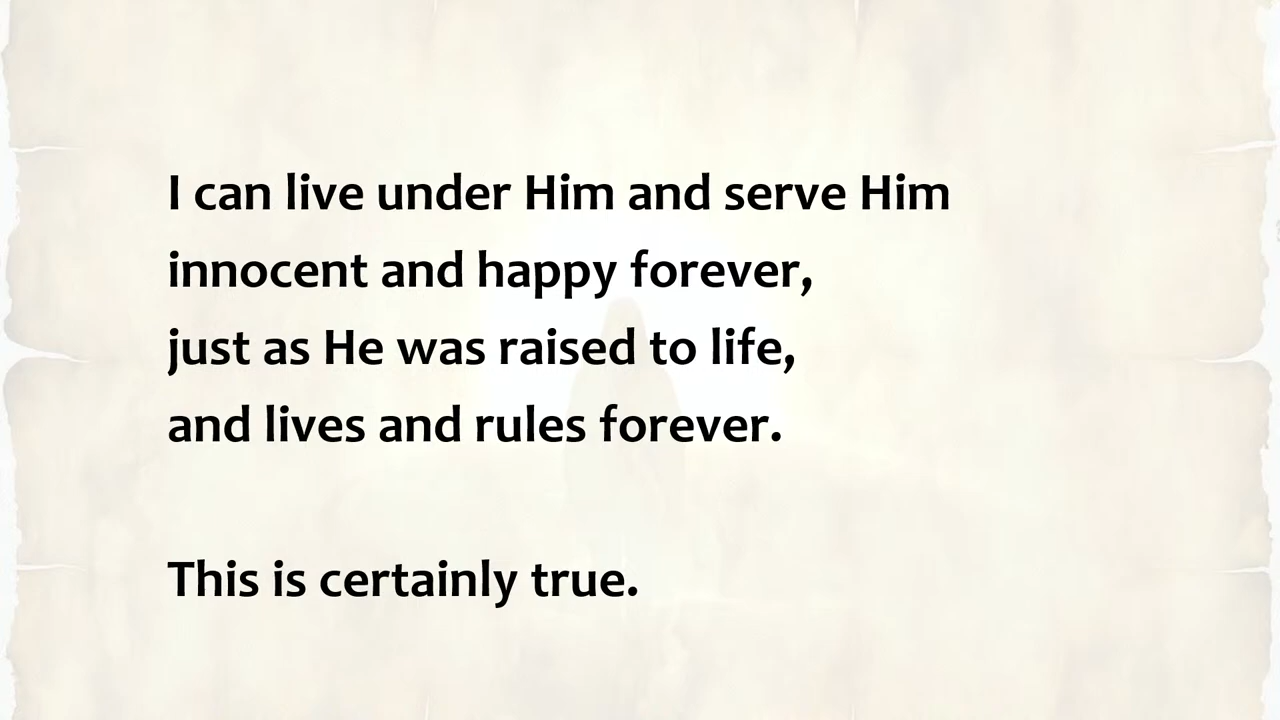 I can live under Him and serve Him
innocent and happy forever,
just as He was raised to life,
and lives and rules forever.
This is certainly true.